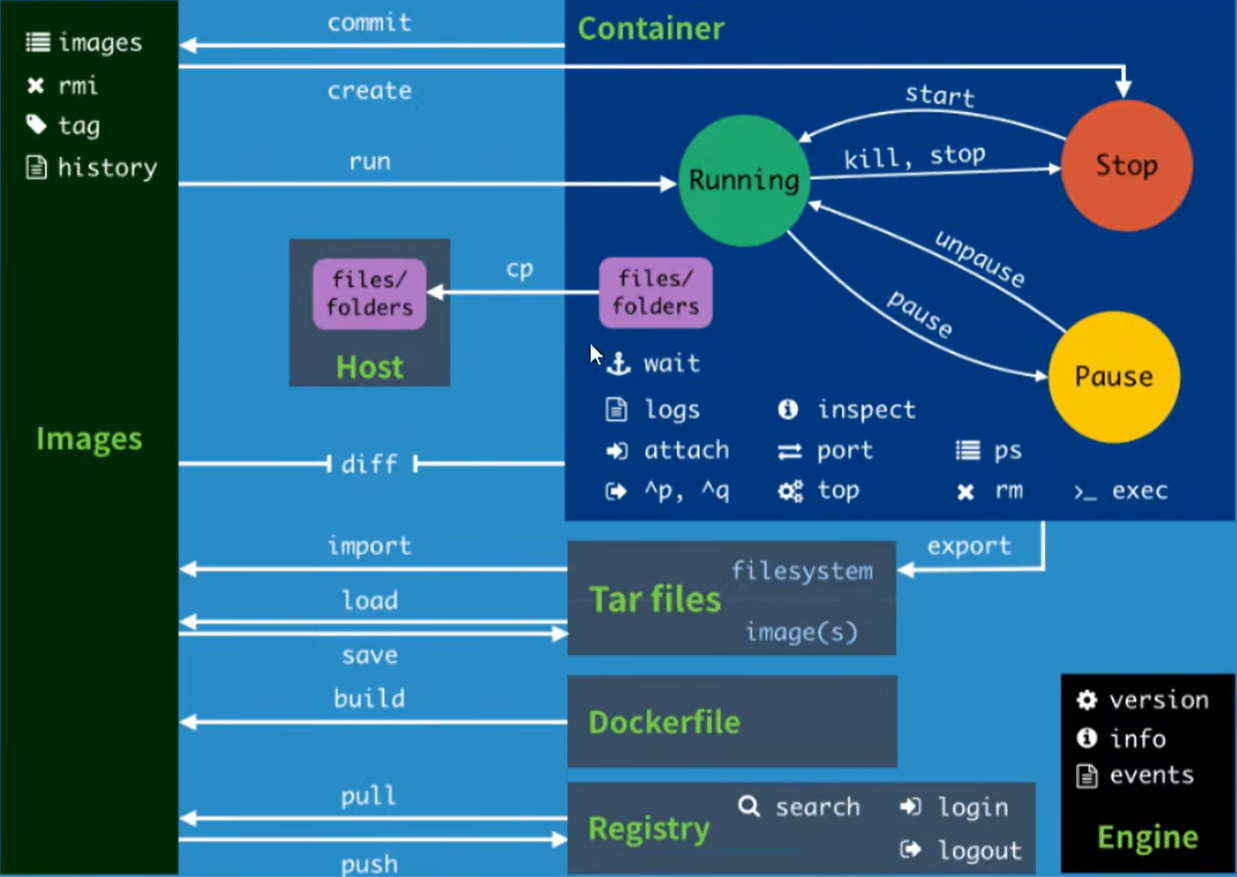 commit
Container
images
create
rmi
start
tag
run
kill, stop
Stop
history
Running
cp
files/
folders
files/
folders
unpause
pause
Host
wait
Pause
logs
inspect
Images
attach
port
ps
diff
^p, ^q
top
rm
>_ exec
import
export
filesystem
load
Tar files
image(s)
save
build
Dockerfile
version
info
events
pull
search
login
Registry
Engine
logout
push